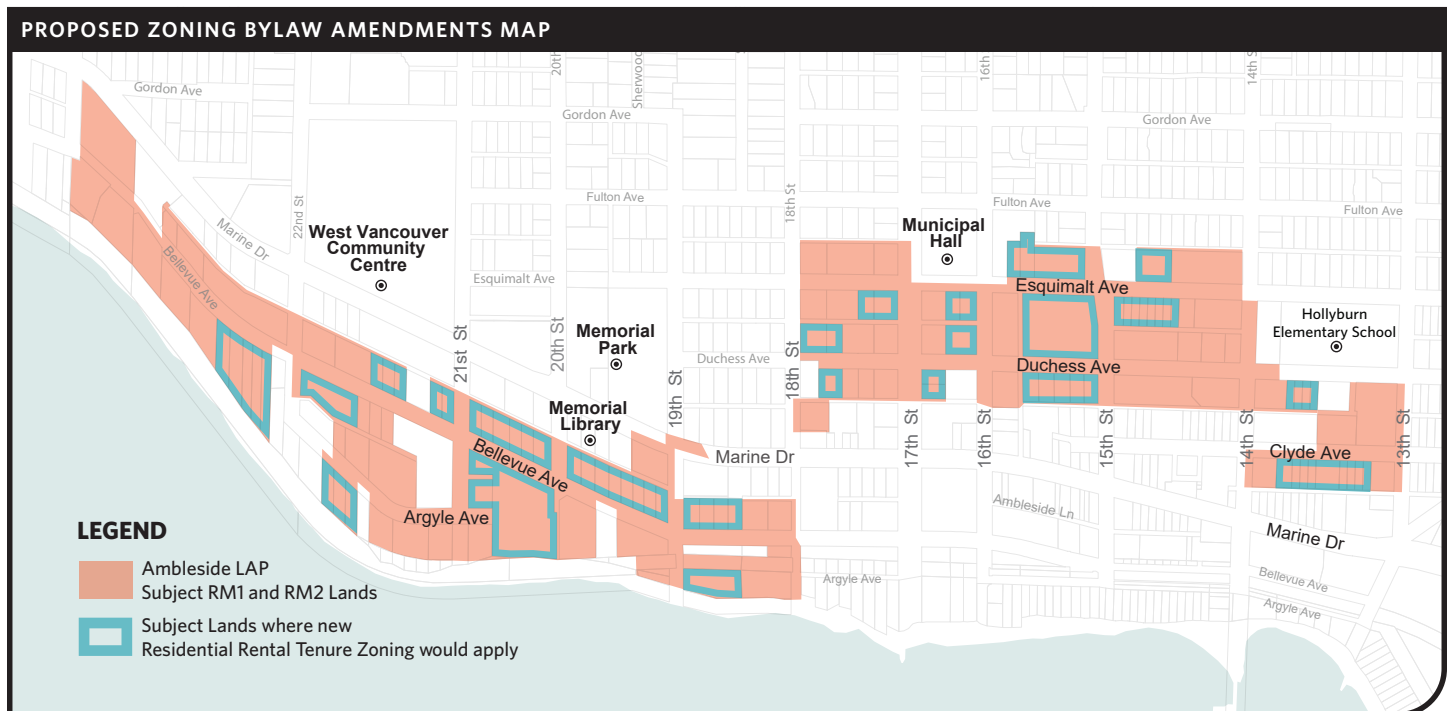 PROPOSED ZONING BYLAW AMENDMENTS MAP
Gordon Ave
20th
Sherwood
16th
14th S
Gordon Ave
Gordon Ave
22nd St
18th St
Fulton Ave
Fulton Ave
Fulton Ave
Marine Dr
West Vancouver
Community
Centre
Municipal
Hall
Bellevue Ave
Esquimalt Ave
Esquimalt Ave
Hollyburn
Elementary School
21st St
20th St
Memorial
Park
Duchess Ave
18th St
Duchess Ave
19th St
Memorial
Library
Marine Dr
17th St
16th St
15th St
14th St
13th St
Bellevue Ave
Clyde Ave
Argyle Ave
Ambleside Ln
Marine Dr
Argyle Ave
Bellevue Ave
Argyle Ave
LEGEND
Ambleside LAP
Subject RM1 and RM2 Lands
Subject Lands where new
Residential Rental Tenure Zoning would apply